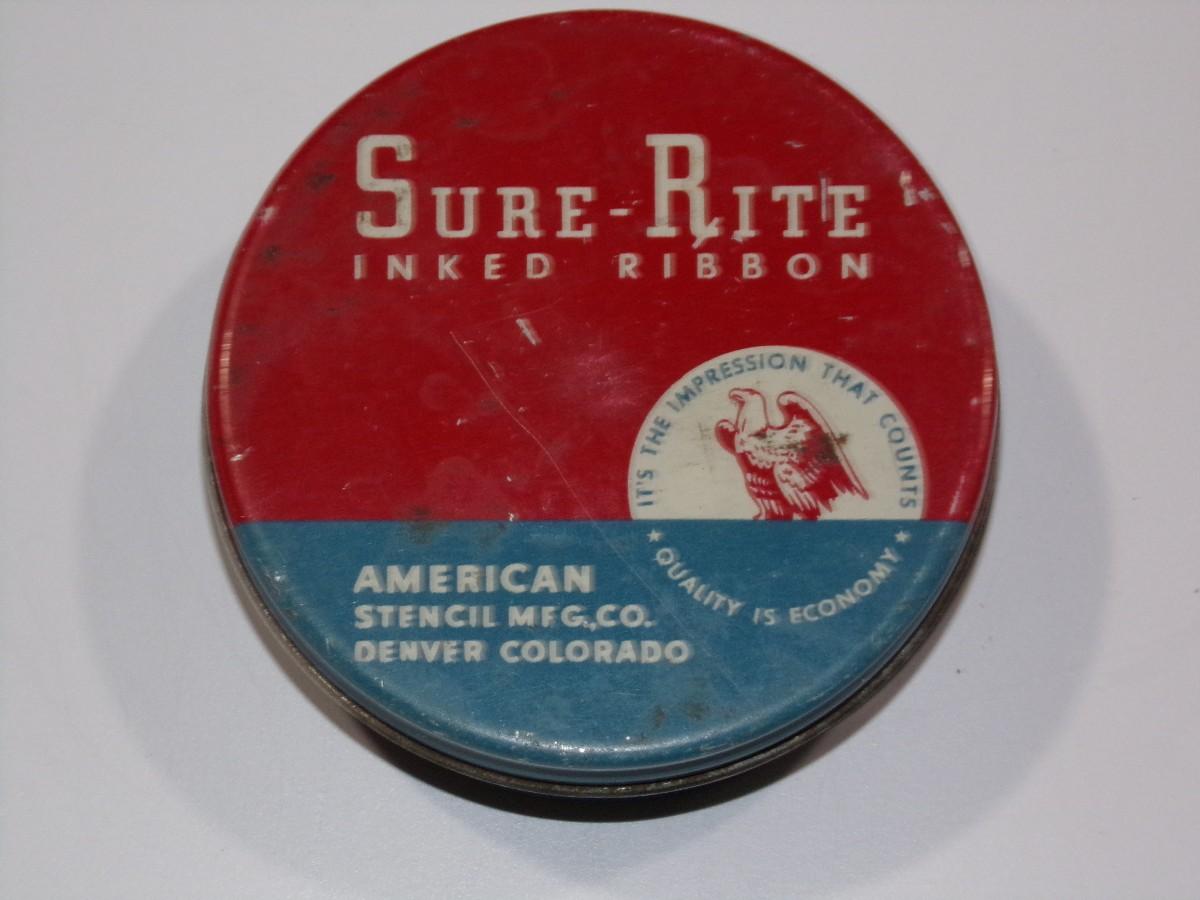 SURE-RITE
INKED RIBBON
IT'S THE IMPRESSION THAT COUNTS
★ QUALITY IS ECONOMY ★
AMERICAN
STENCIL MFG., CO.
DENVER COLORADO